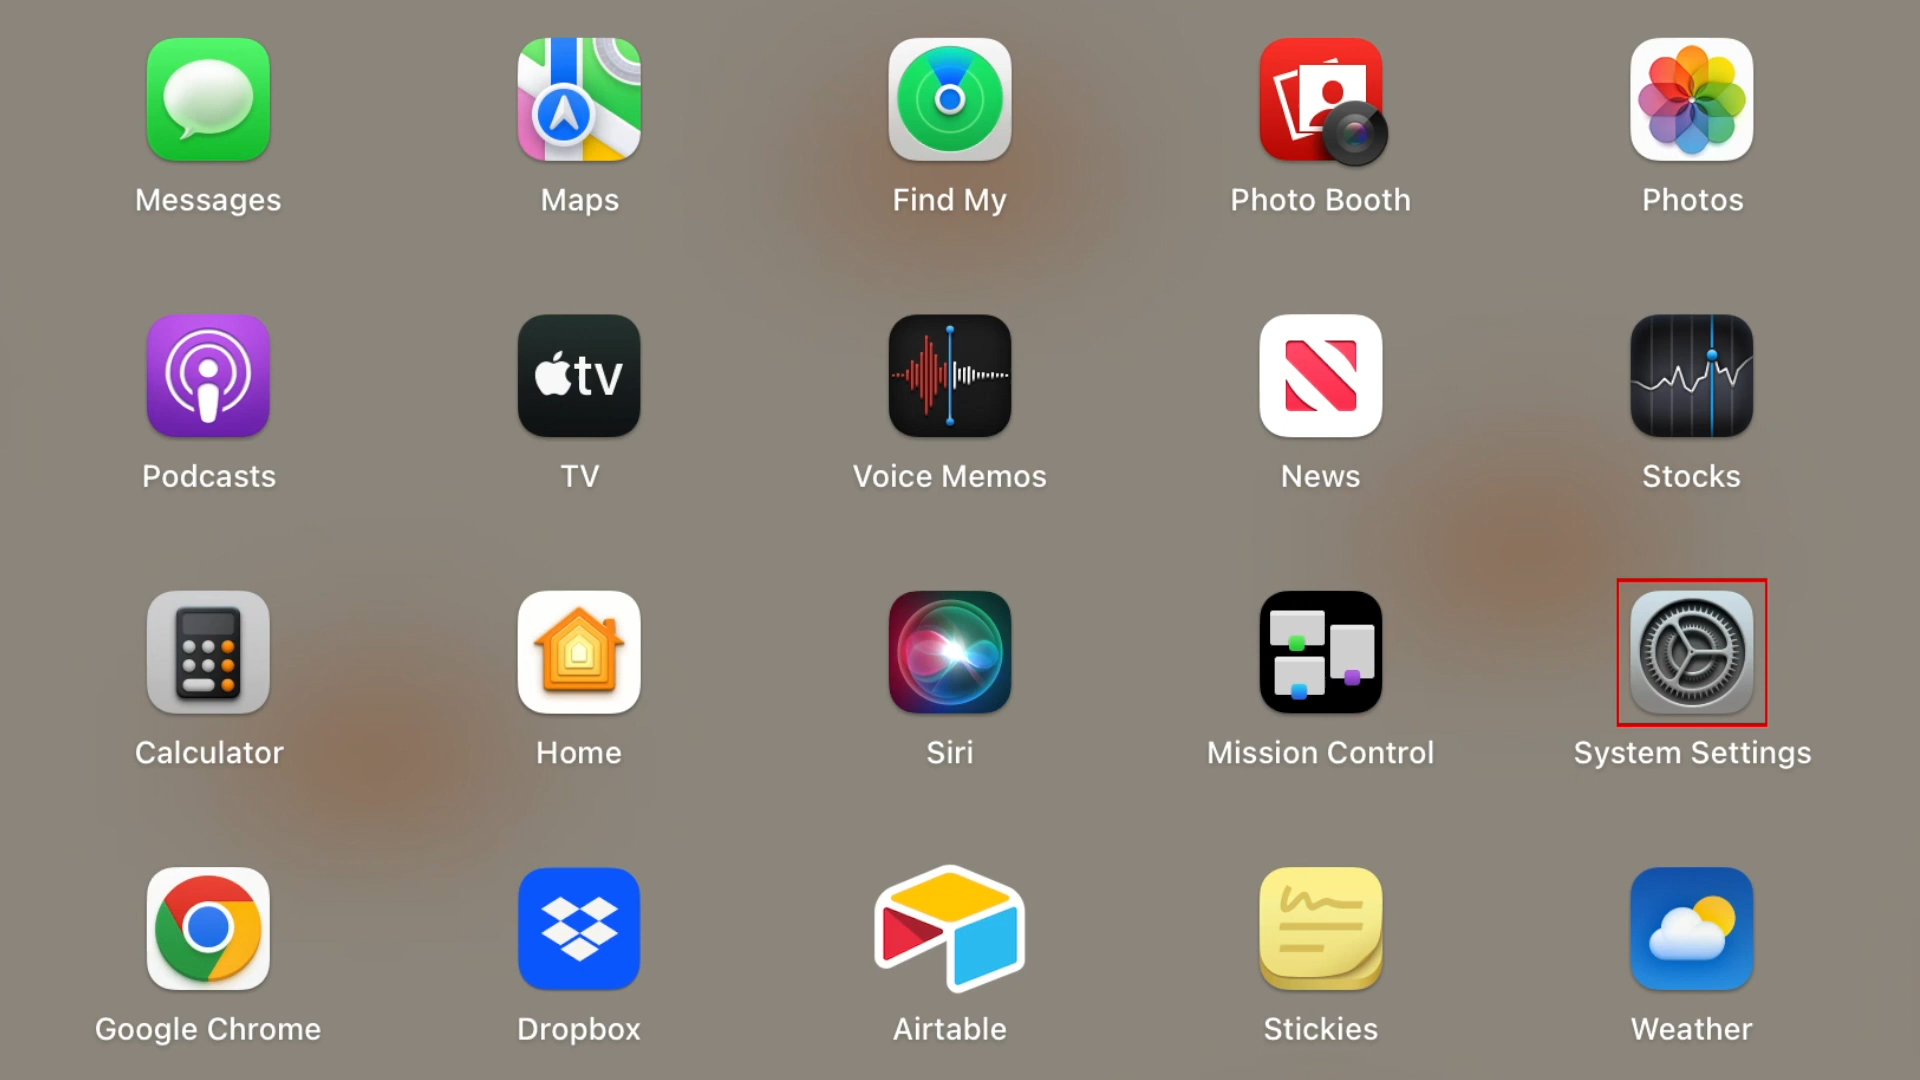 Messages
Maps
Find My
Photo Booth
Photos
tv
Podcasts
TV
Voice Memos
News
Stocks
Calculator
Home
Siri
Mission Control
System Settings
Google Chrome
Dropbox
Airtable
Stickies
Weather